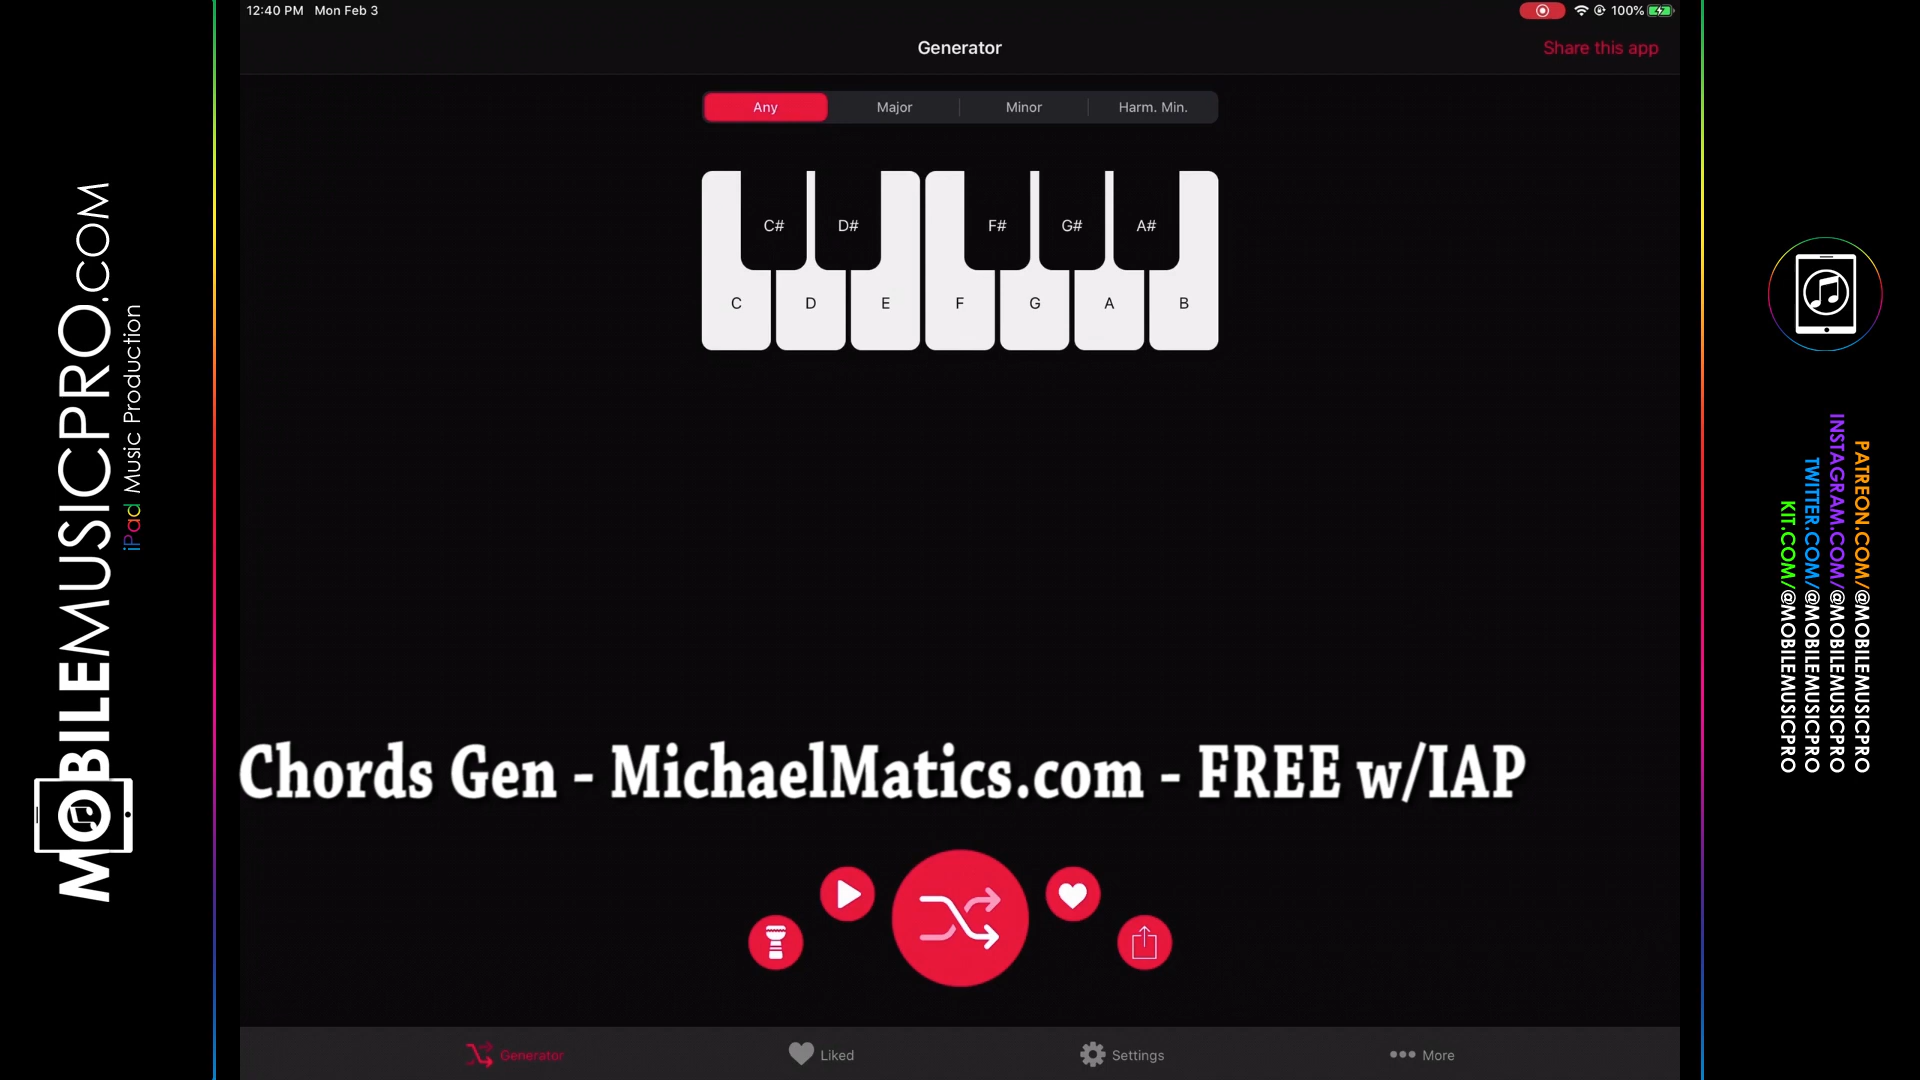 12:40 PM Mon Feb 3
100%
Generator
Share this app
Any Major Minor Harm. Min.
C# D# F# G# A#
C D E F G A B
Chords Gen - MichaelMatics.com - FREE w/IAP
Generator Liked Settings More
MOBILEMUSICPRO.COM
iPad Music Production
PATREON.COM/@MOBILEMUSICPRO
INSTAGRAM.COM/@MOBILEMUSICPRO
TWITTER.COM/@MOBILEMUSICPRO
KIT.COM/@MOBILEMUSICPRO